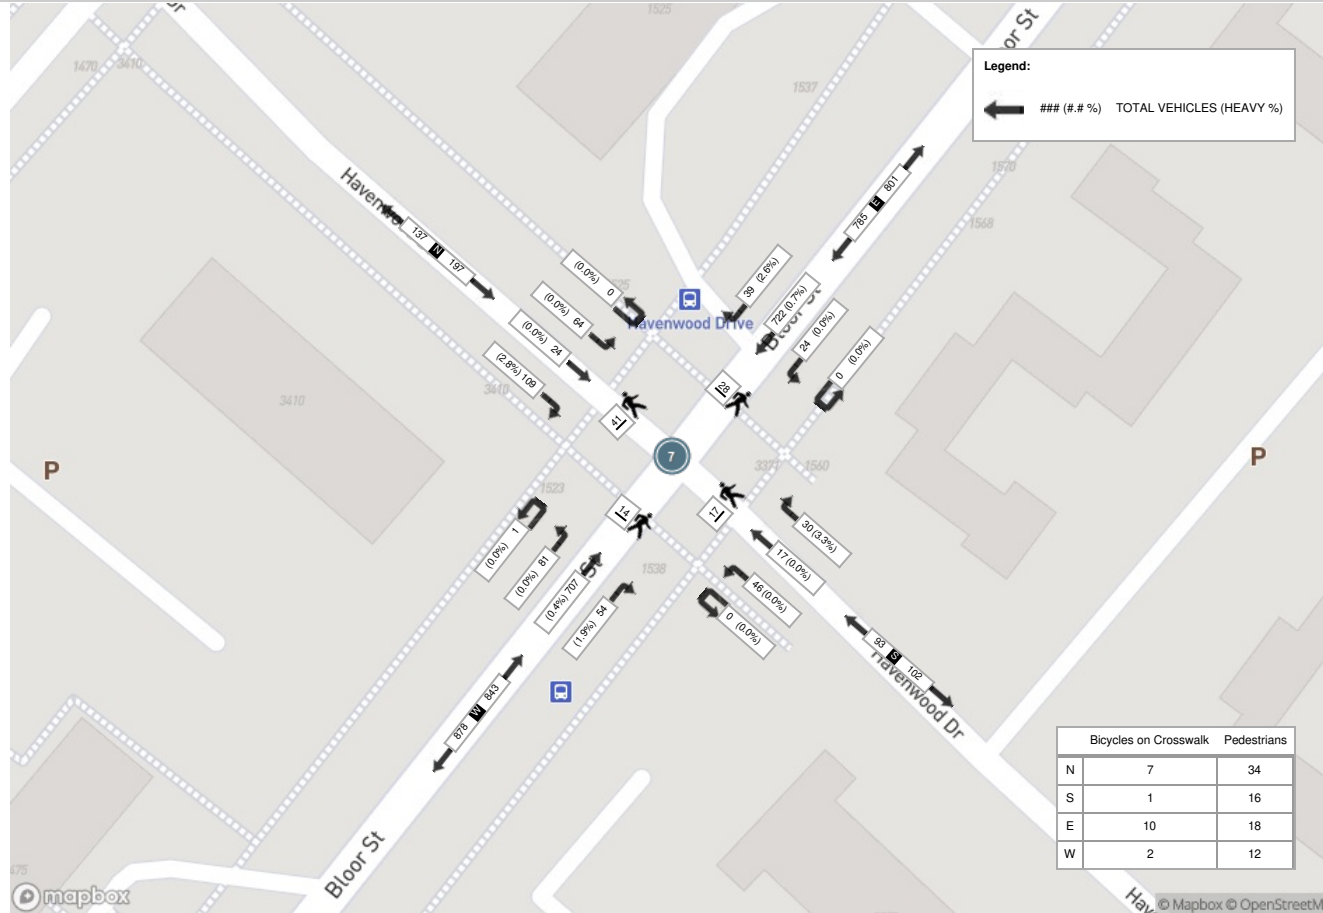 1525
or St
Legend:
### (#.# %) TOTAL VEHICLES (HEAVY %)
1470
3410
1537
1570
1568
801
E
785
Havenwo
137
N
197
(0.0%) 0
(0.0%) 64
(0.0%) 24
(2.8%) 109
Havenwood Drive
39 (2.6%)
722 (0.7%)
24 (0.0%)
0 (0.0%)
Bloor St
3410
3410
28
41
7
P
P
1523
14
17
1560
(0.0%) 1
(0.0%) 81
(0.4%) 707
(1.9%) 54
1538
30 (3.3%)
17 (0.0%)
46 (0.0%)
0 (0.0%)
843
W
878
93
S
102
Havenwood Dr
Bicycles on Crosswalk Pedestrians
N 7 34
S 1 16
E 10 18
W 2 12
Bloor St
475
mapbox
Hav
© Mapbox © OpenStreetM